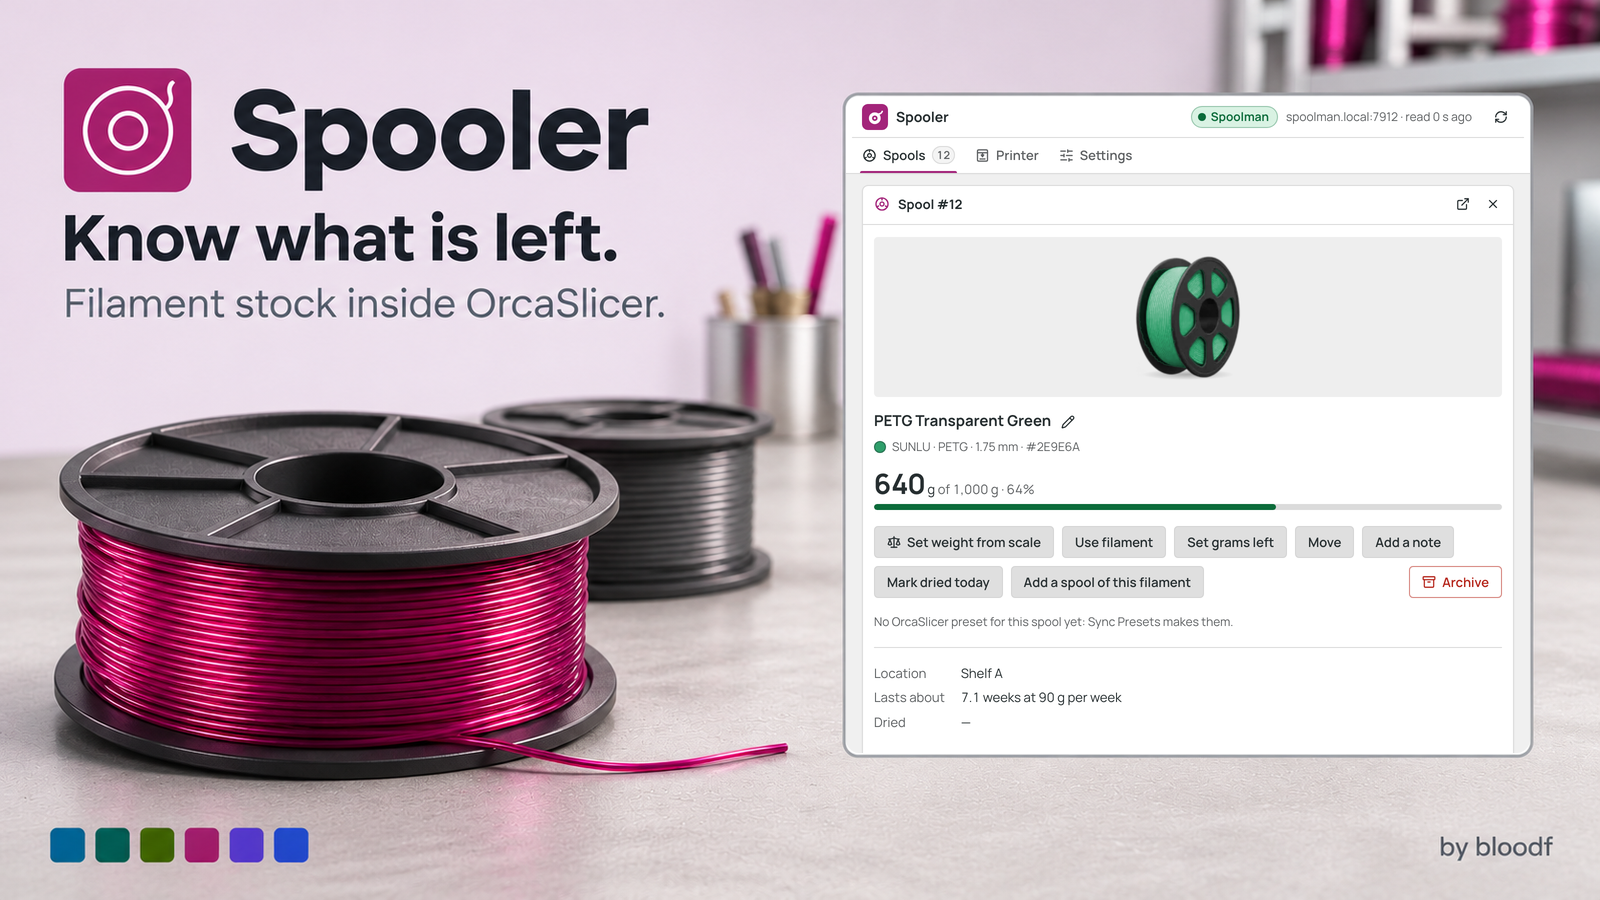 Spooler
Know what is left.
Filament stock inside OrcaSlicer.
Spooler
Spoolman
spoolman.local:7912 · read 0 s ago
Spools 12
Printer
Settings
Spool #12
PETG Transparent Green
SUNLU · PETG · 1.75 mm · #2E9E6A
640 g of 1,000 g · 64%
Set weight from scale
Use filament
Set grams left
Move
Add a note
Mark dried today
Add a spool of this filament
Archive
No OrcaSlicer preset for this spool yet: Sync Presets makes them.
Location Shelf A
Lasts about 7.1 weeks at 90 g per week
Dried —
by bloodf